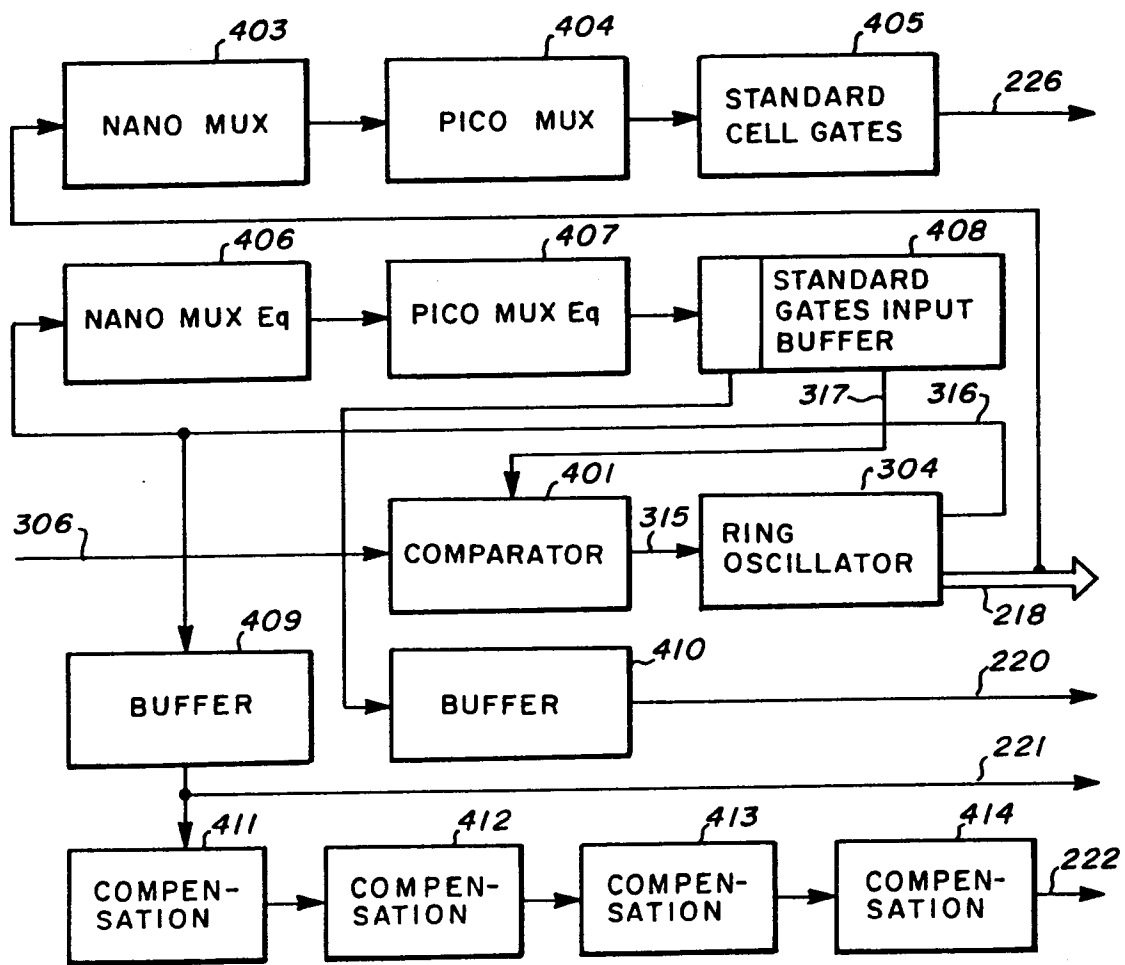 403
404
405
NANO MUX
PICO MUX
STANDARD
CELL GATES
226
406
407
408
NANO MUX Eq
PICO MUX Eq
STANDARD
GATES INPUT
BUFFER
317
316
401
304
306
315
COMPARATOR
RING
OSCILLATOR
218
409
410
220
BUFFER
BUFFER
221
411
412
413
414
222
COMPEN-
SATION
COMPEN-
SATION
COMPEN-
SATION
COMPEN-
SATION